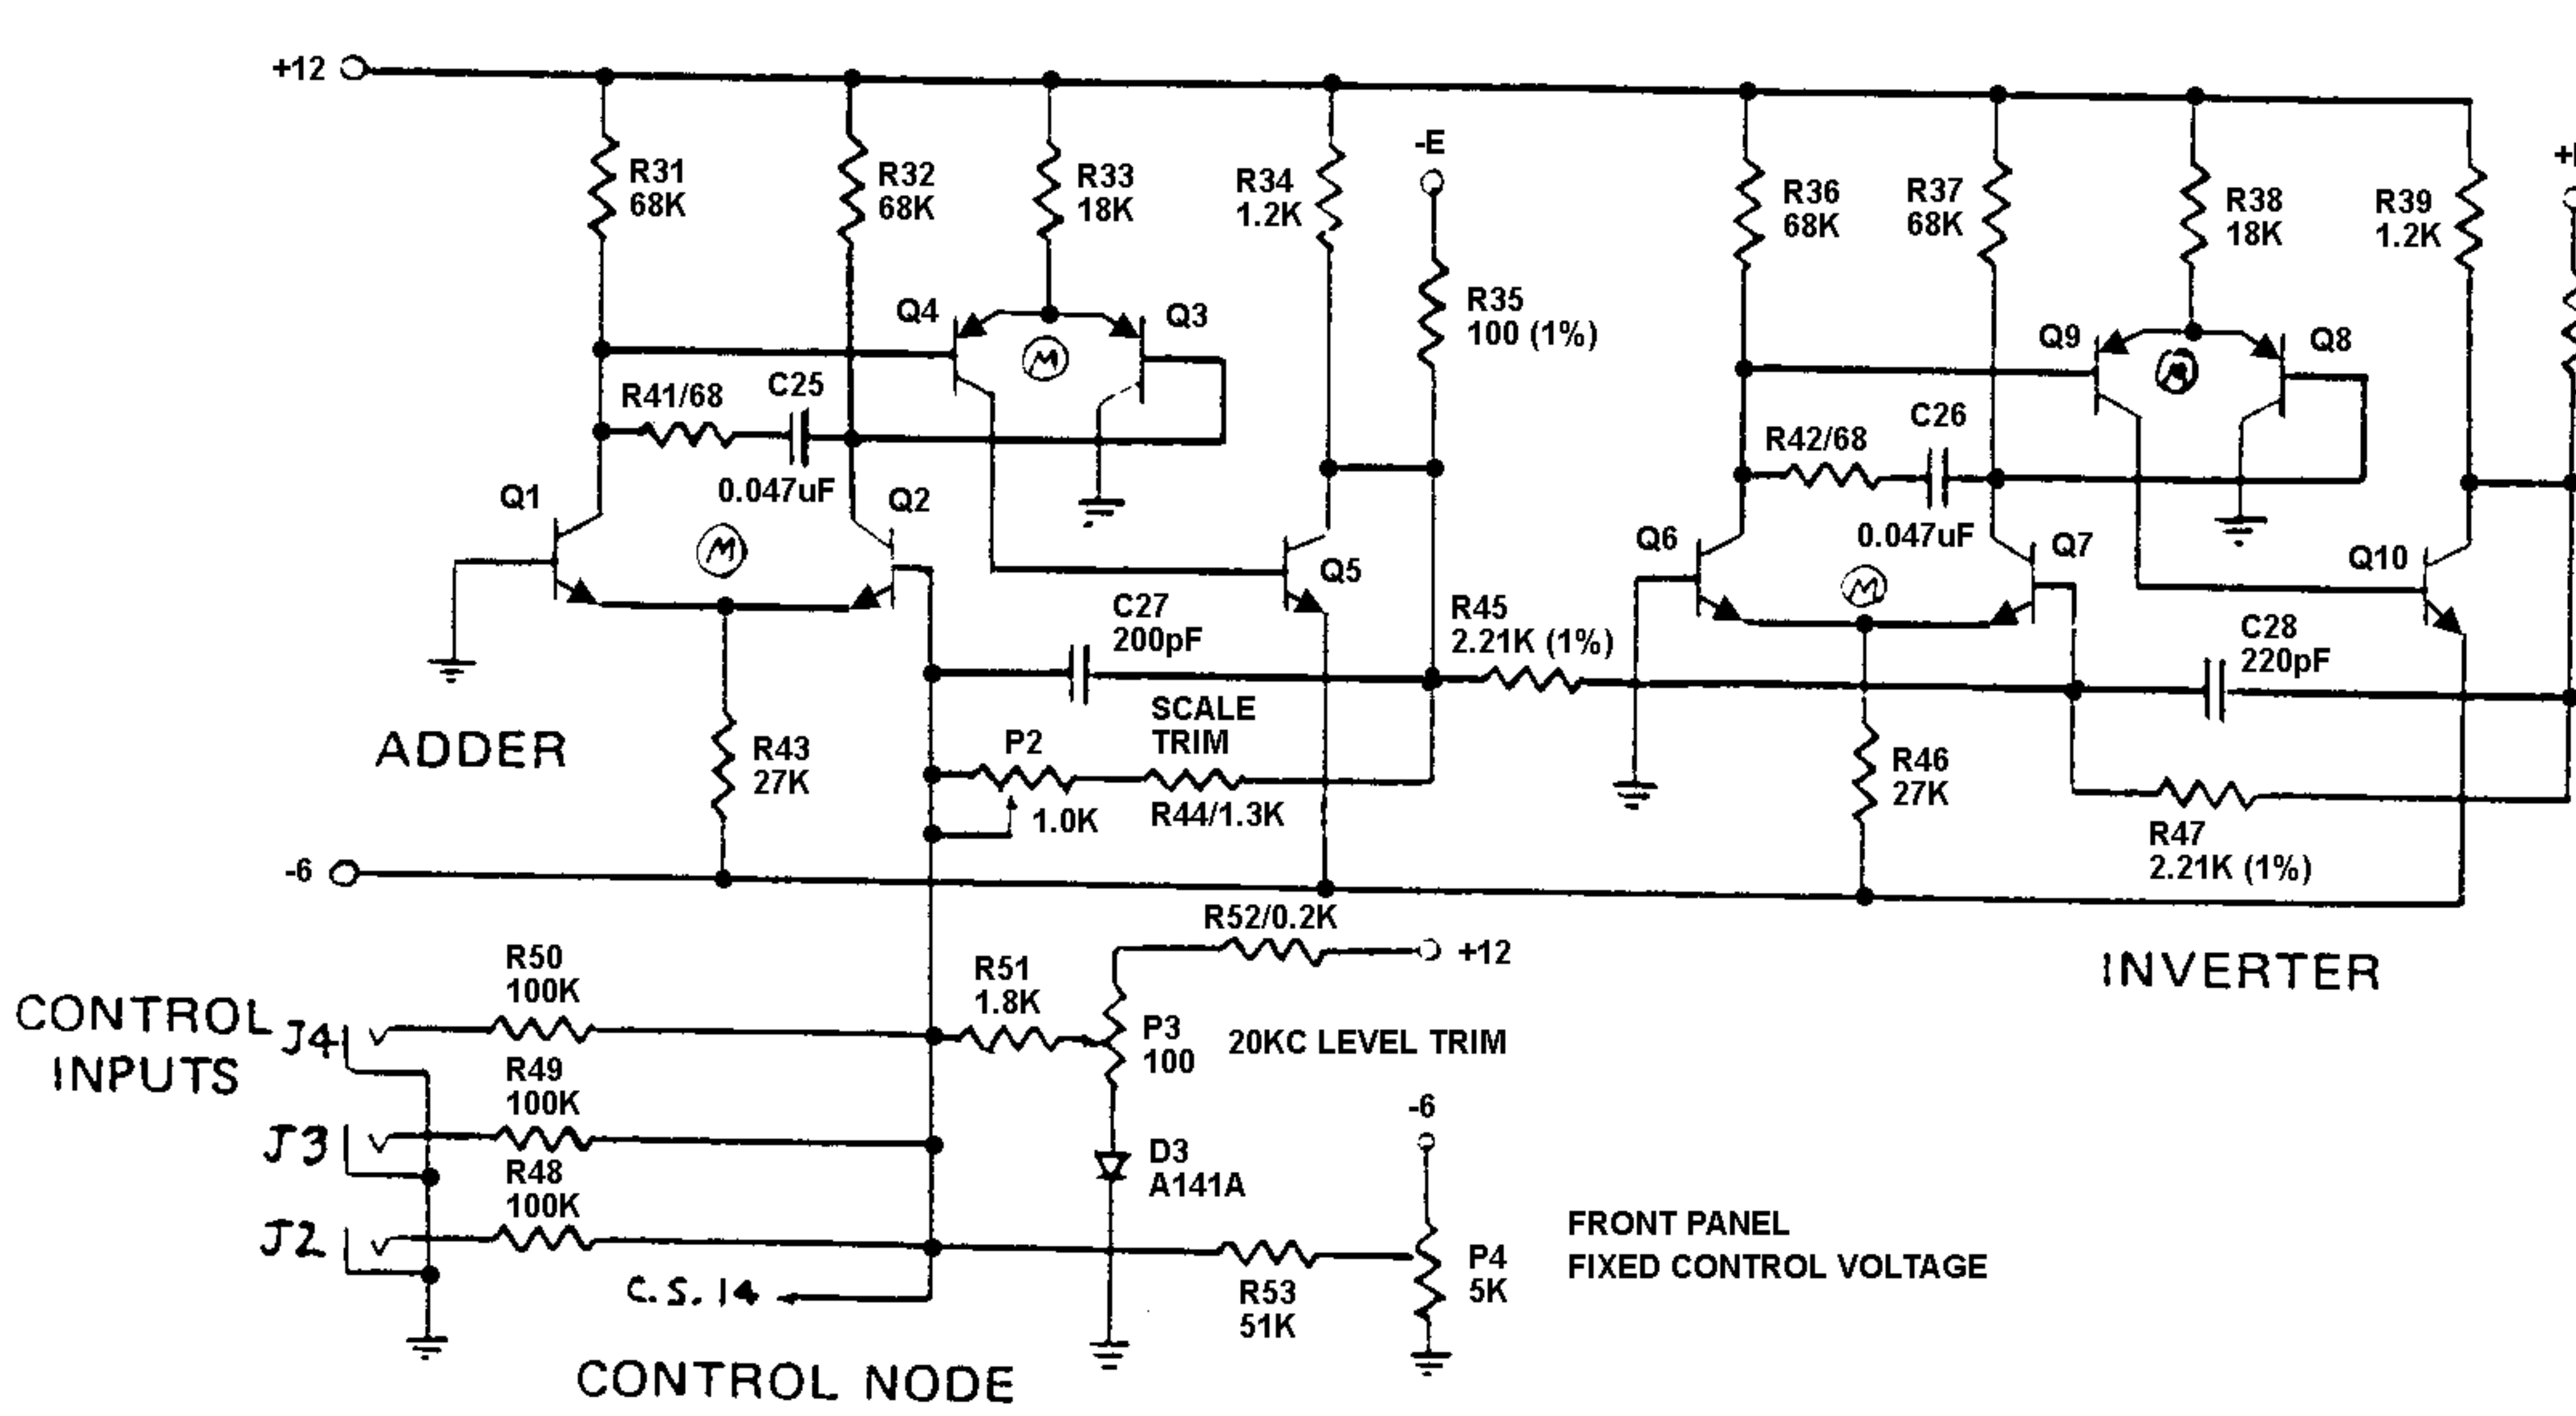 +12
-E
R31
68K
R32
68K
R33
18K
R34
1.2K
R35
100 (1%)
R36
68K
R37
68K
R38
18K
R39
1.2K
Q4
Q3
M
R41/68
C25
0.047uF
Q1
Q2
M
Q5
Q9
Q8
M
R42/68
C26
0.047uF
Q6
Q7
M
Q10
C27
200pF
R45
2.21K (1%)
C28
220pF
ADDER
R43
27K
P2
1.0K
SCALE
TRIM
R44/1.3K
R46
27K
R47
2.21K (1%)
-6
R52/0.2K
+12
INVERTER
CONTROL
INPUTS
J4
R50
100K
R51
1.8K
P3
100
20KC LEVEL TRIM
J3
R49
100K
D3
A141A
-6
J2
R48
100K
C.S. 14
R53
51K
P4
5K
FRONT PANEL
FIXED CONTROL VOLTAGE
CONTROL NODE